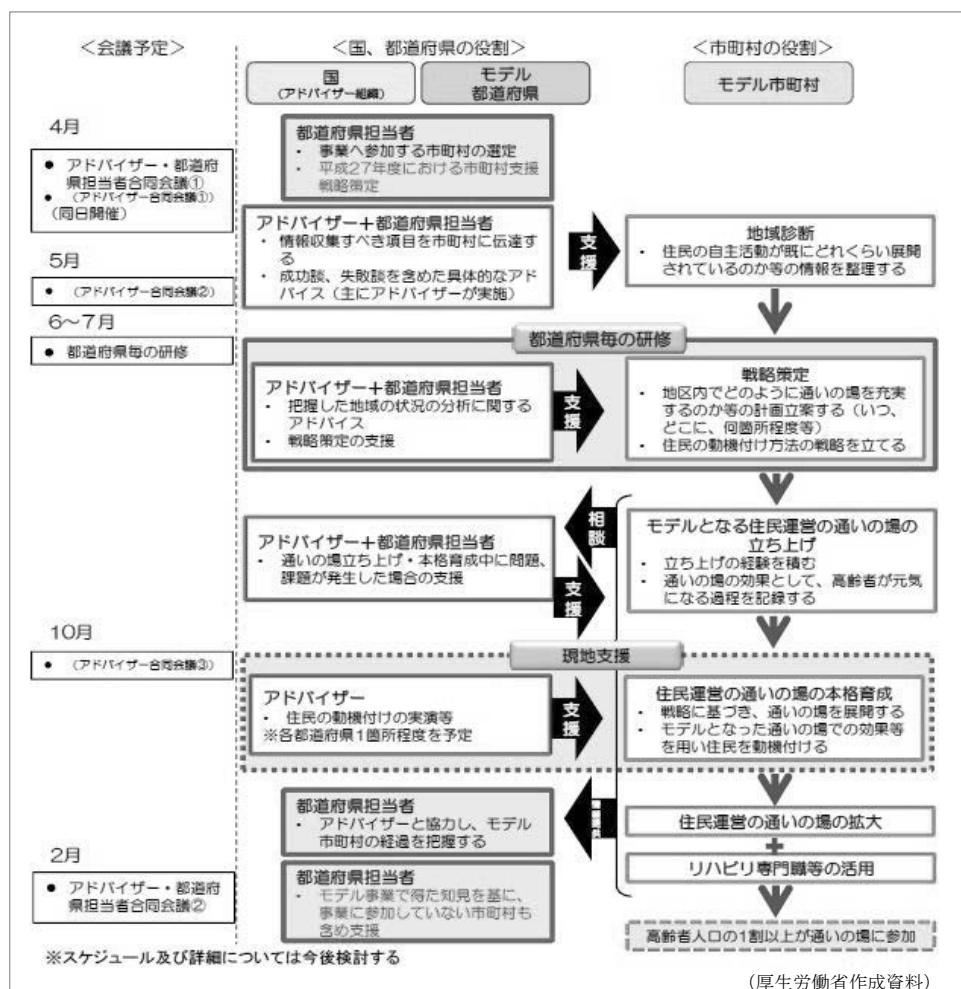 <会議予定>
<国、都道府県の役割>
<市町村の役割>
国
(アドバイザー組織)
モデル
都道府県
モデル市町村
4月
● アドバイザー・都道府
県担当者合同会議①
● (アドバイザー合同会議①)
(同日開催)
都道府県担当者
・ 事業へ参加する市町村の選定
・ 平成27年度における市町村支援
戦略策定
アドバイザー+都道府県担当者
・ 情報収集すべき項目を市町村に伝達す
る
・ 成功談、失敗談を含めた具体的なアド
バイス(主にアドバイザーが実施)
支援
地域診断
・ 住民の自主活動が既にどれくらい展開
されているのか等の情報を整理する
5月
● (アドバイザー合同会議②)
6~7月
● 都道府県毎の研修
都道府県毎の研修
アドバイザー+都道府県担当者
・ 把握した地域の状況の分析に関する
アドバイス
・ 戦略策定の支援
支援
戦略策定
・ 地区内でどのように通いの場を充実
するのか等の計画立案する(いつ、
どこに、何箇所程度等)
・ 住民の動機付け方法の戦略を立てる
相談
アドバイザー+都道府県担当者
・ 通いの場立ち上げ・本格育成中に問題、
課題が発生した場合の支援
支援
モデルとなる住民運営の通いの場の
立ち上げ
・ 立ち上げの経験を積む
・ 通いの場の効果として、高齢者が元気
になる過程を記録する
10月
● (アドバイザー合同会議③)
現地支援
アドバイザー
・ 住民の動機付けの実演等
※各都道府県1箇所程度を予定
支援
住民運営の通いの場の本格育成
・ 戦略に基づき、通いの場を展開する
・ モデルとなった通いの場での効果等
を用い住民を動機付ける
都道府県担当者
・ アドバイザーと協力し、モデル
市町村の経過を把握する
住民運営の通いの場の拡大
+
リハビリ専門職等の活用
2月
● アドバイザー・都道府
県担当者合同会議②
都道府県担当者
・ モデル事業で得た知見を基に、
事業に参加していない市町村も
含め支援
高齢者人口の1割以上が通いの場に参加
※スケジュール及び詳細については今後検討する
(厚生労働省作成資料)